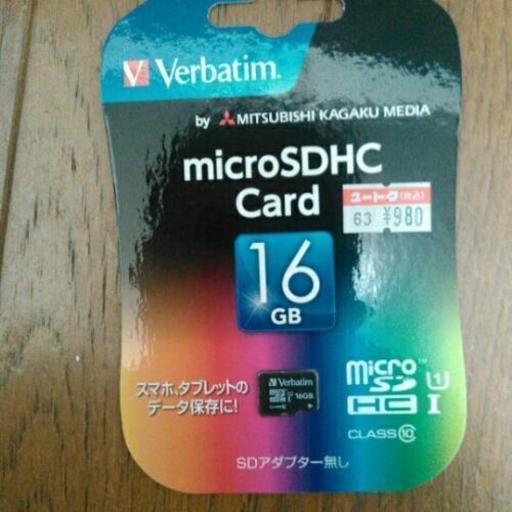 Verbatim.
by MITSUBISHI KAGAKU MEDIA
microSDHC
Card
ユートク(税込)
63 ¥980
16
GB
スマホ、タブレットの
データ保存に!
Verbatim
16GB
micro
SD
HC I
CLASS 10
SDアダプター無し